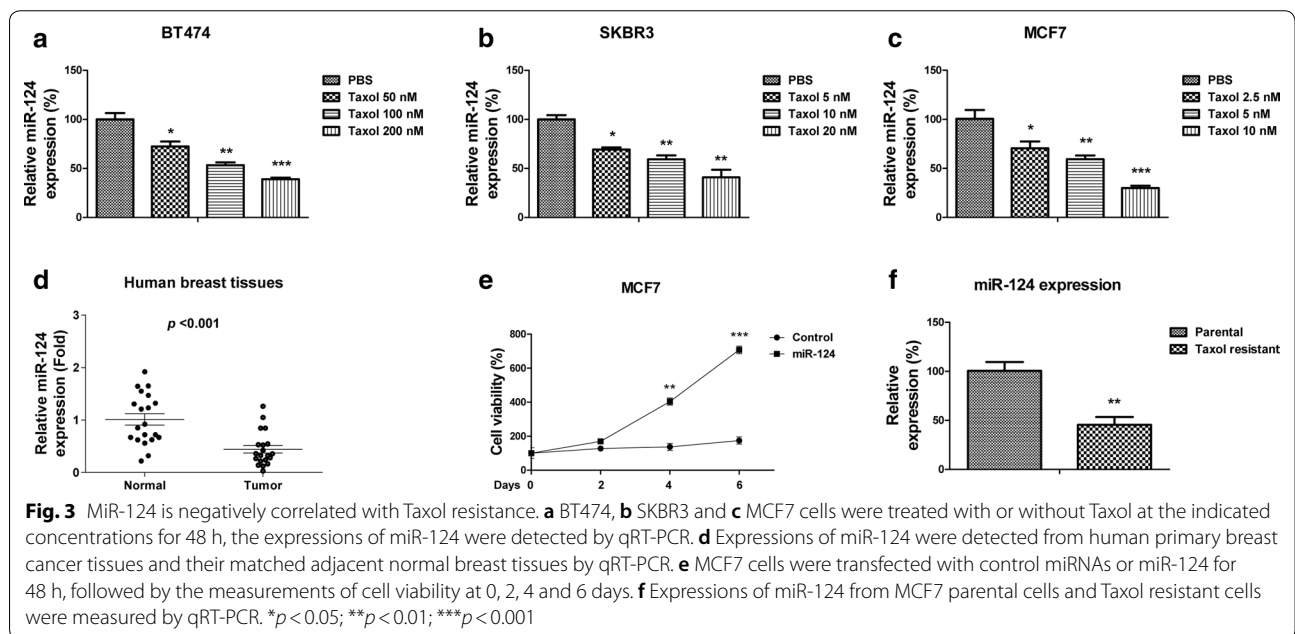 a
BT474
Relative miR-124
expression (%)
150
100
50
0
*
**
***
PBS
Taxol 50 nM
Taxol 100 nM
Taxol 200 nM
b
SKBR3
Relative miR-124
expression (%)
150
100
50
0
*
**
**
PBS
Taxol 5 nM
Taxol 10 nM
Taxol 20 nM
c
MCF7
Relative miR-124
expression (%)
150
100
50
0
*
**
***
PBS
Taxol 2.5 nM
Taxol 5 nM
Taxol 10 nM
d
Human breast tissues
Relative miR-124
expression (Fold)
3
2
1
0
p <0.001
Normal Tumor
e
MCF7
Cell viability (%)
800
600
400
200
0
**
***
Control
miR-124
Days 0 2 4 6
f
miR-124 expression
Relative
expression (%)
150
100
50
0
**
Parental
Taxol resistant
Fig. 3 MiR-124 is negatively correlated with Taxol resistance. a BT474, b SKBR3 and c MCF7 cells were treated with or without Taxol at the indicated
concentrations for 48 h, the expressions of miR-124 were detected by qRT-PCR. d Expressions of miR-124 were detected from human primary breast
cancer tissues and their matched adjacent normal breast tissues by qRT-PCR. e MCF7 cells were transfected with control miRNAs or miR-124 for
48 h, followed by the measurements of cell viability at 0, 2, 4 and 6 days. f Expressions of miR-124 from MCF7 parental cells and Taxol resistant cells
were measured by qRT-PCR. *p < 0.05; **p < 0.01; ***p < 0.001